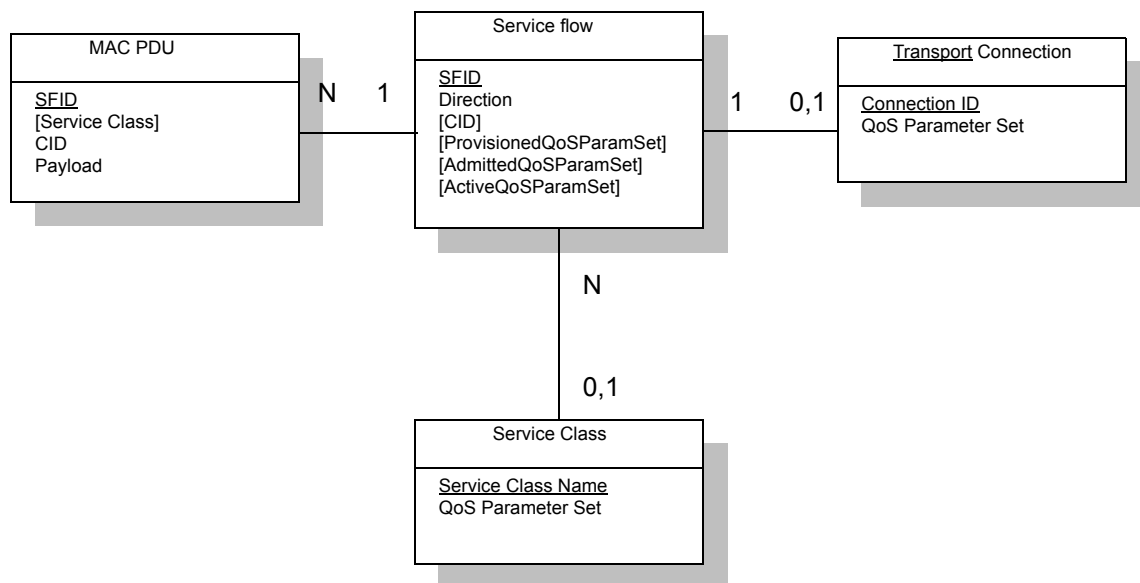 MAC PDU
SFID
[Service Class]
CID
Payload
N
1
Service flow
SFID
Direction
[CID]
[ProvisionedQoSParamSet]
[AdmittedQoSParamSet]
[ActiveQoSParamSet]
1
0,1
Transport Connection
Connection ID
QoS Parameter Set
N
0,1
Service Class
Service Class Name
QoS Parameter Set